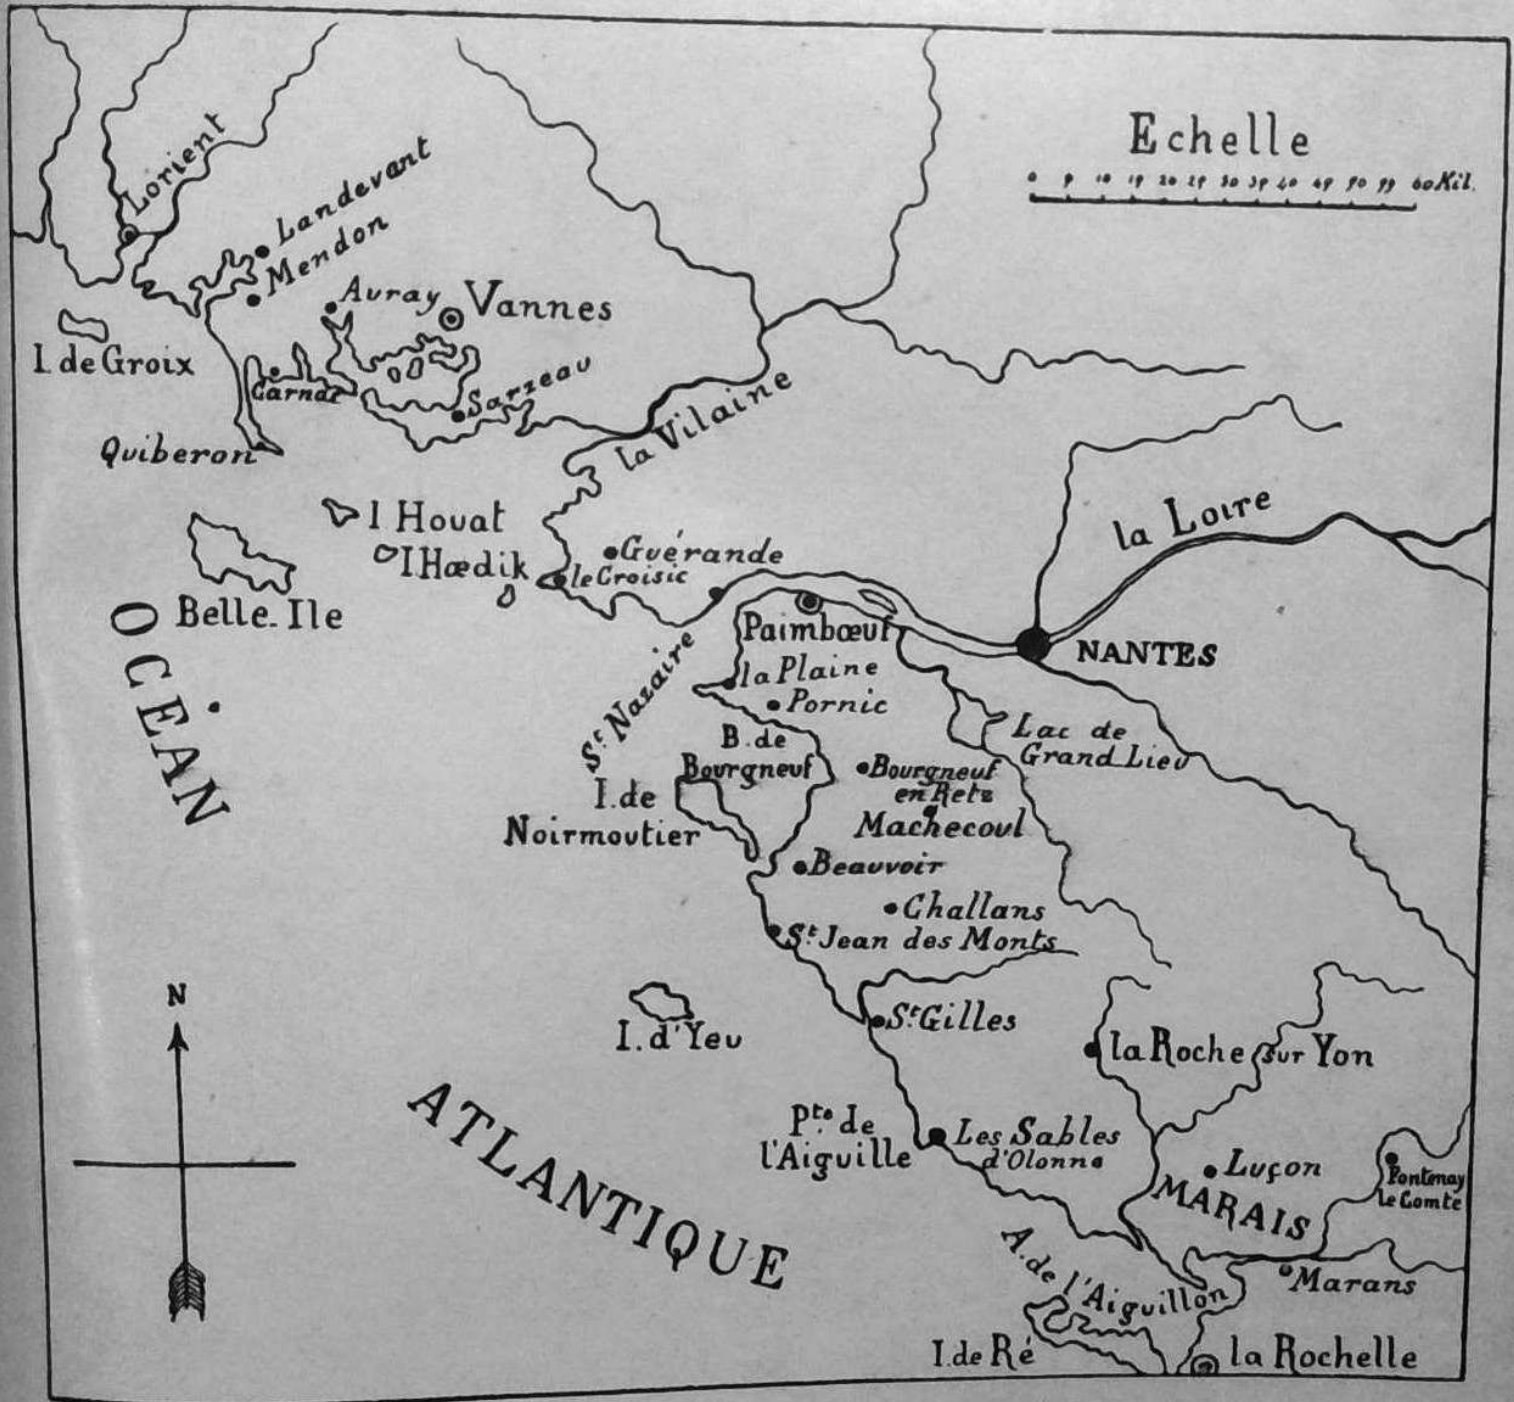 Echelle
0 5 10 15 20 25 30 35 40 45 50 55 60 Kil.
Lorient
Landevant
Mendon
Auray
Vannes
I. de Groix
Carnac
Sarzeau
Quiberon
la Vilaine
I Houat
I Hœdik
Guérande
le Croisic
la Loire
Belle-Ile
OCÉAN
Paimbœuf
NANTES
St Nazaire
la Plaine
Pornic
Lac de
Grand Lieu
B. de
Bourgneuf
Bourgneuf
en Retz
I. de
Noirmoutier
Machecoul
Beauvoir
Challans
St Jean des Monts
N
I. d'Yeu
St Gilles
la Roche sur Yon
ATLANTIQUE
Pte de
l'Aiguille
Les Sables
d'Olonne
Luçon
MARAIS
Fontenay
le Comte
A. de l'Aiguillon
Marans
I. de Ré
la Rochelle